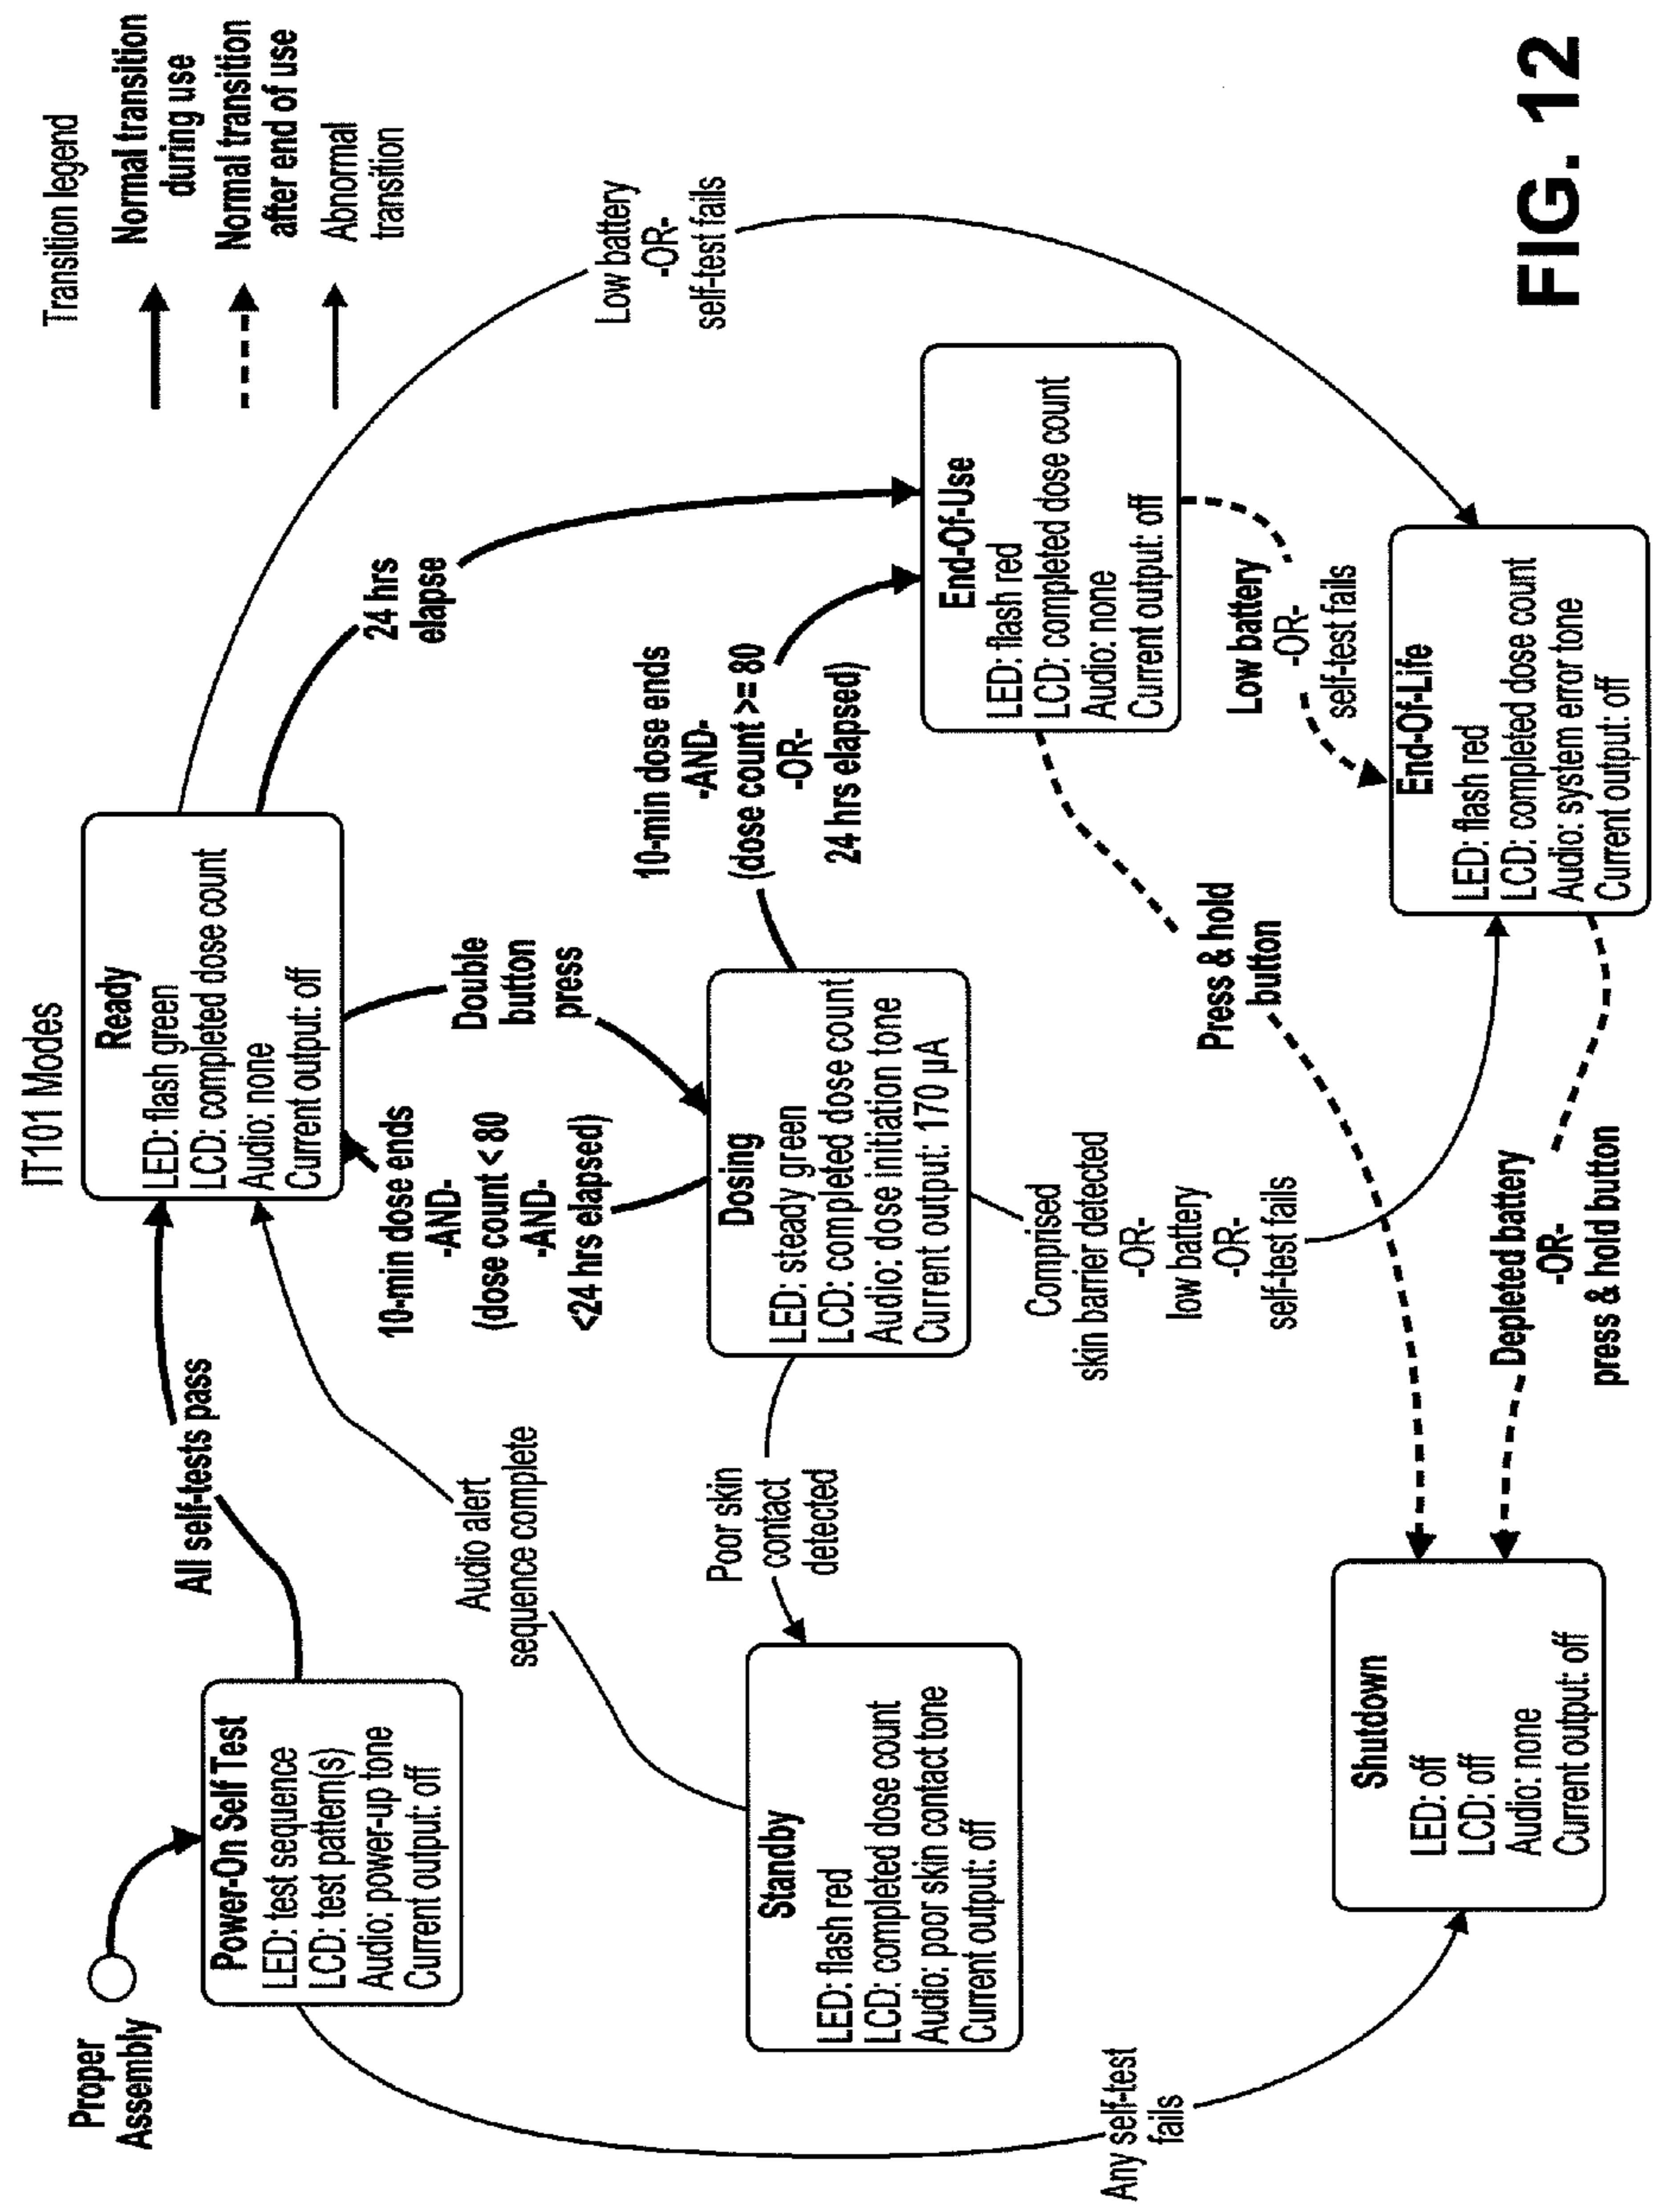 IT101 Modes
Transition legend
Normal transition
during use
Normal transition
after end of use
Abnormal
transition
Proper
Assembly
Power-On Self Test
LED: test sequence
LCD: test pattern(s)
Audio: power-up tone
Current output: off
All self-tests pass
Ready
LED: flash green
LCD: completed dose count
Audio: none
Current output: off
24 hrs
elapse
Low battery
-OR-
self-test fails
Audio alert
sequence complete
10-min dose ends
-AND-
(dose count < 80
-AND-
<24 hrs elapsed)
Double
button
press
10-min dose ends
-AND-
(dose count >= 80
-OR-
24 hrs elapsed)
Standby
LED: flash red
LCD: completed dose count
Audio: poor skin contact tone
Current output: off
Poor skin
contact
detected
Dosing
LED: steady green
LCD: completed dose count
Audio: dose initiation tone
Current output: 170 µA
End-Of-Use
LED: flash red
LCD: completed dose count
Audio: none
Current output: off
Comprised
skin barrier detected
-OR-
low battery
-OR-
self-test fails
Press & hold
button
Low battery
-OR-
self-test fails
Any self-test
fails
Shutdown
LED: off
LCD: off
Audio: none
Current output: off
Depleted battery
-OR-
press & hold button
End-Of-Life
LED: flash red
LCD: completed dose count
Audio: system error tone
Current output: off
FIG. 12